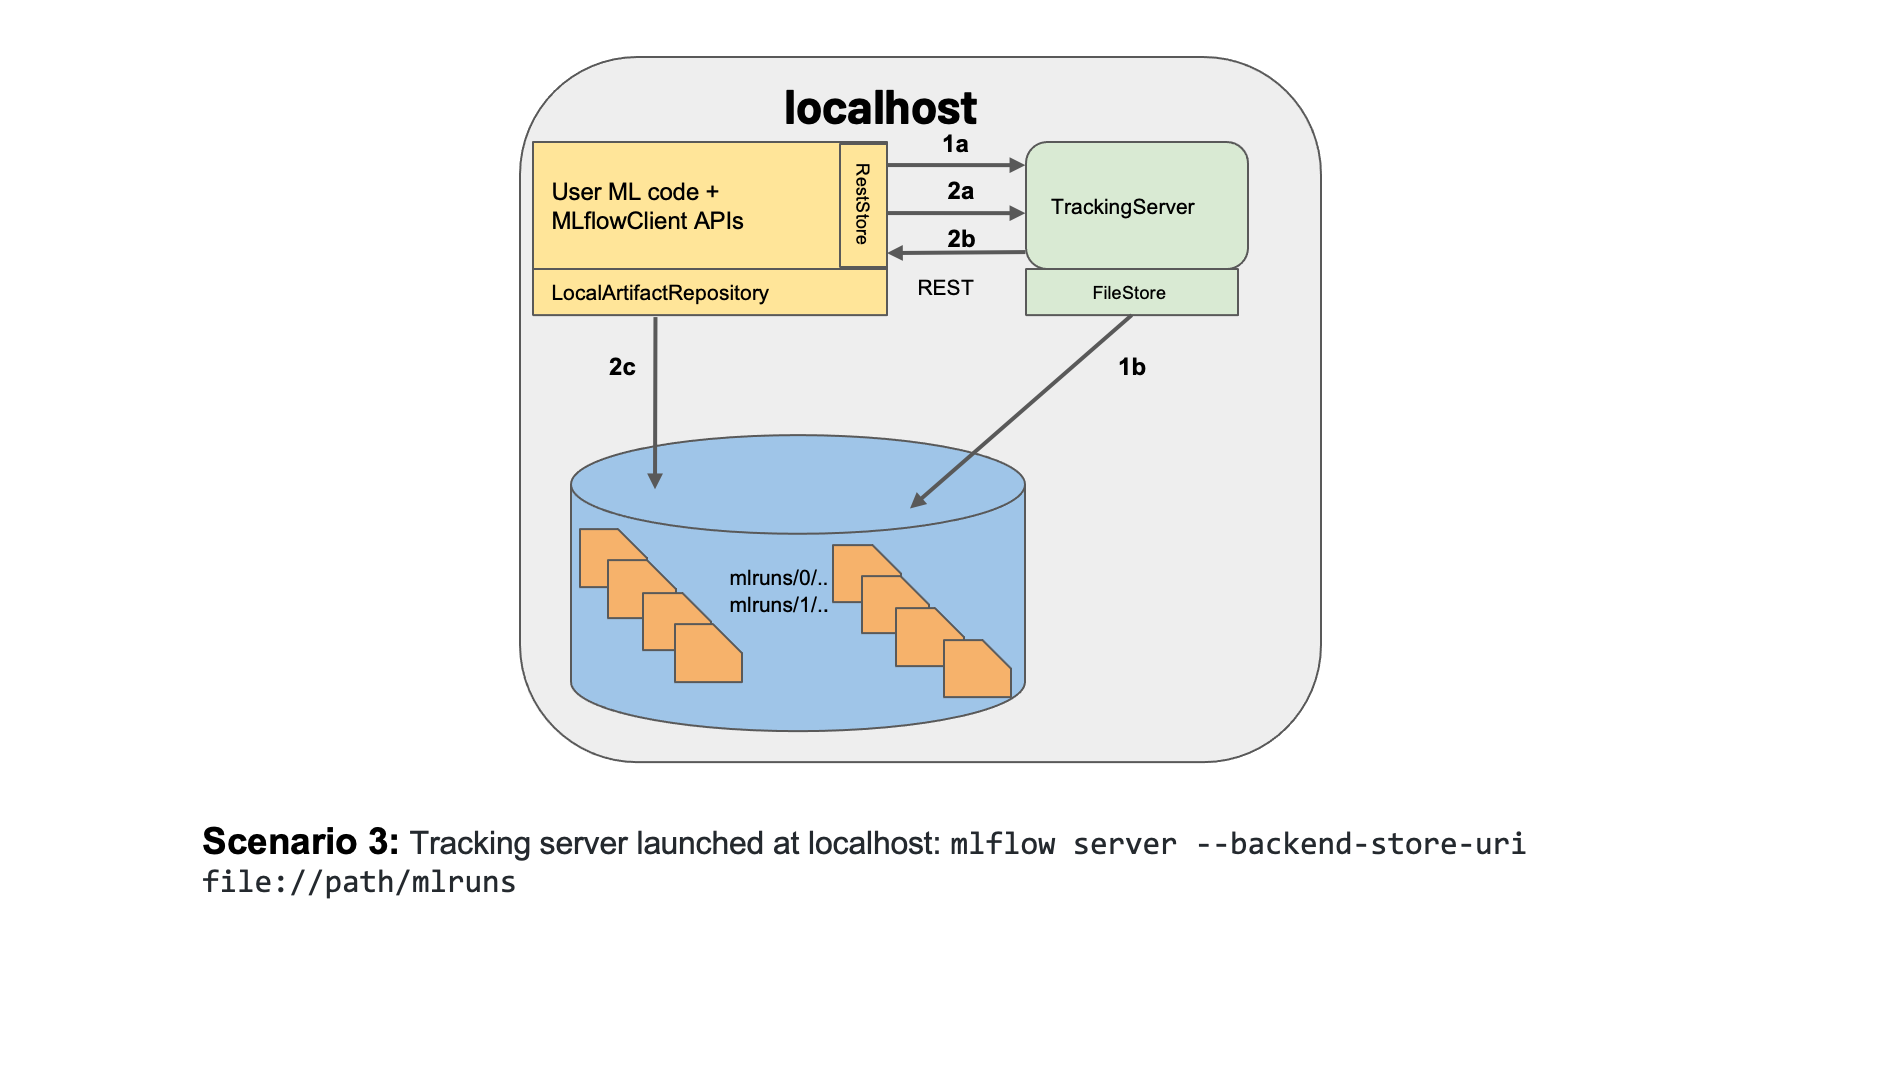 localhost
1a
User ML code +
MLflowClient APIs
RestStore
2a
TrackingServer
2b
LocalArtifactRepository
REST
FileStore
2c
1b
mlruns/0/..
mlruns/1/..
Scenario 3: Tracking server launched at localhost: mlflow server --backend-store-uri
file://path/mlruns